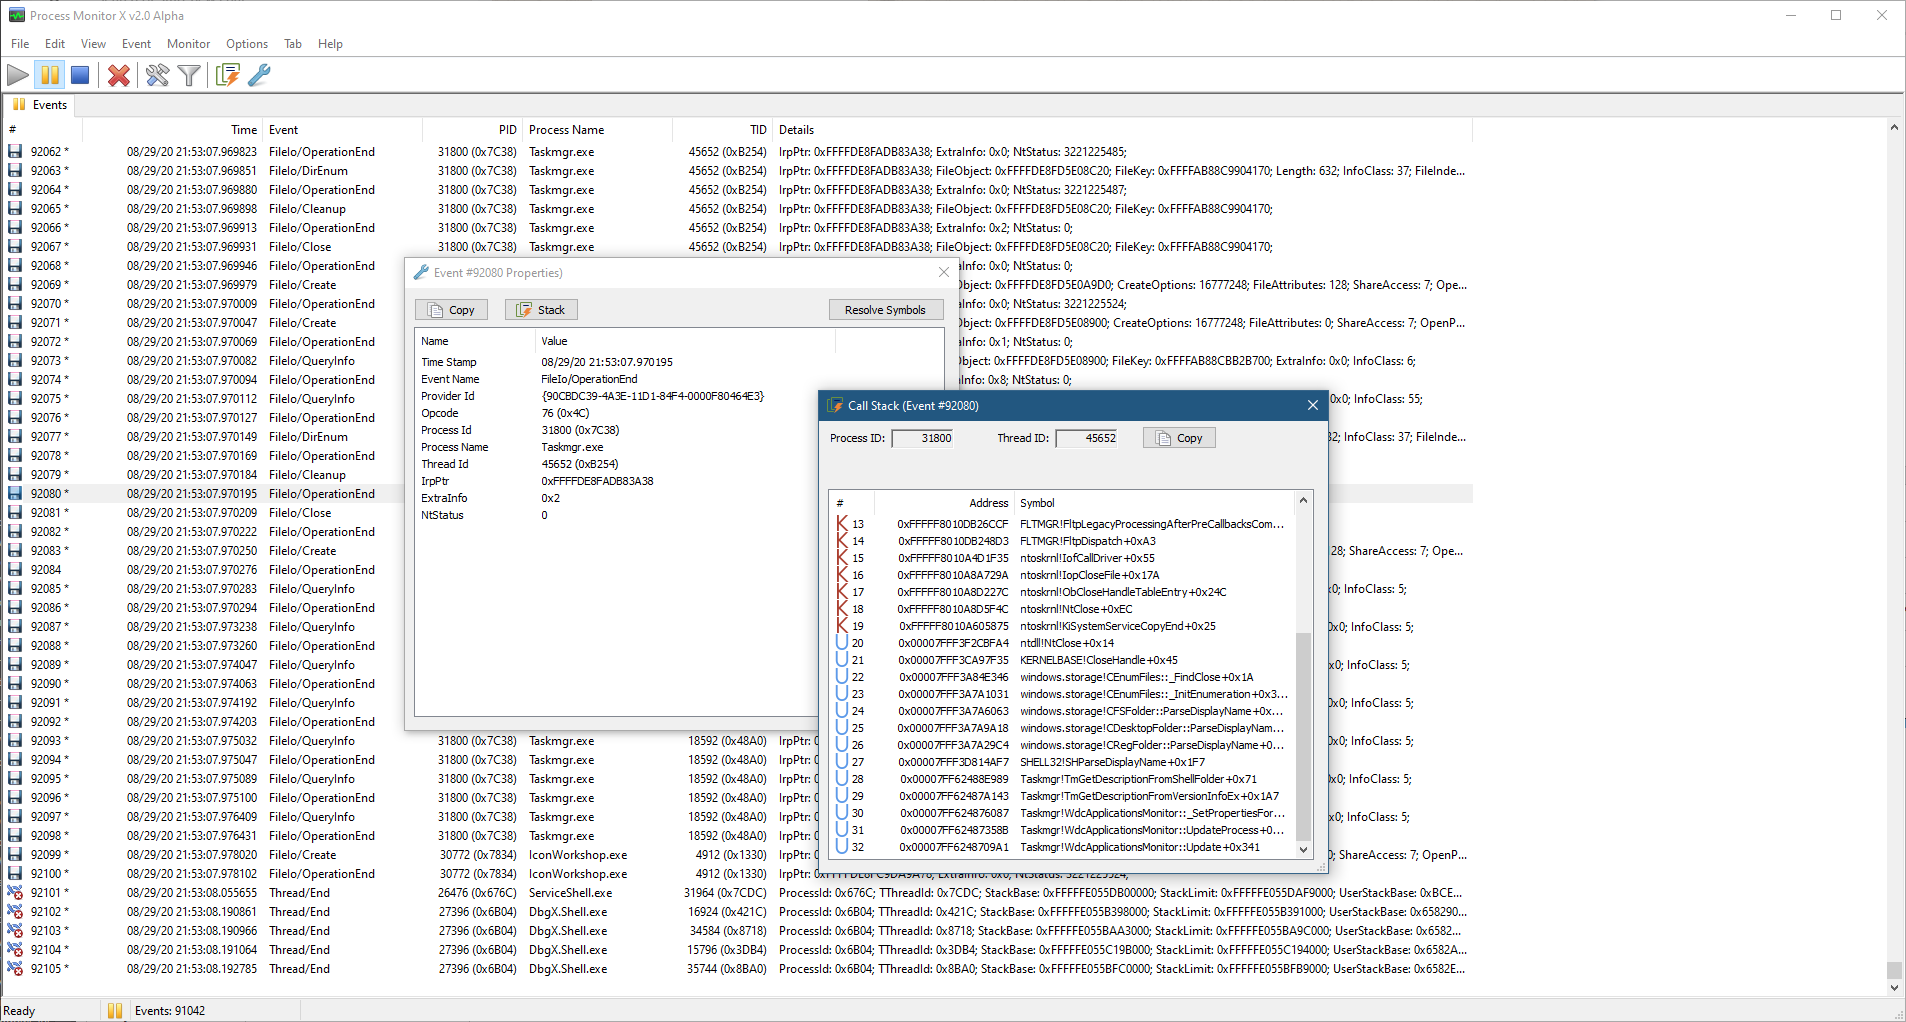 Process Monitor X v2.0 Alpha
File Edit View Event Monitor Options Tab Help
Events
# Time Event PID Process Name TID Details
92062 * 08/29/20 21:53:07.969823 FileIo/OperationEnd 31800 (0x7C38) Taskmgr.exe 45652 (0xB254) IrpPtr: 0xFFFFDE8FADB83A38; ExtraInfo: 0x0; NtStatus: 3221225485;
92063 * 08/29/20 21:53:07.969851 FileIo/DirEnum 31800 (0x7C38) Taskmgr.exe 45652 (0xB254) IrpPtr: 0xFFFFDE8FADB83A38; FileObject: 0xFFFFDE8FD5E08C20; FileKey: 0xFFFFAB88C9904170; Length: 632; InfoClass: 37; FileInde...
92064 * 08/29/20 21:53:07.969880 FileIo/OperationEnd 31800 (0x7C38) Taskmgr.exe 45652 (0xB254) IrpPtr: 0xFFFFDE8FADB83A38; ExtraInfo: 0x0; NtStatus: 3221225487;
92065 * 08/29/20 21:53:07.969898 FileIo/Cleanup 31800 (0x7C38) Taskmgr.exe 45652 (0xB254) IrpPtr: 0xFFFFDE8FADB83A38; FileObject: 0xFFFFDE8FD5E08C20; FileKey: 0xFFFFAB88C9904170;
92066 * 08/29/20 21:53:07.969913 FileIo/OperationEnd 31800 (0x7C38) Taskmgr.exe 45652 (0xB254) IrpPtr: 0xFFFFDE8FADB83A38; ExtraInfo: 0x2; NtStatus: 0;
92067 * 08/29/20 21:53:07.969931 FileIo/Close 31800 (0x7C38) Taskmgr.exe 45652 (0xB254) IrpPtr: 0xFFFFDE8FADB83A38; FileObject: 0xFFFFDE8FD5E08C20; FileKey: 0xFFFFAB88C9904170;
92068 * 08/29/20 21:53:07.969946 FileIo/OperationEnd aInfo: 0x0; NtStatus: 0;
92069 * 08/29/20 21:53:07.969979 FileIo/Create Object: 0xFFFFDE8FD5E0A9D0; CreateOptions: 16777248; FileAttributes: 128; ShareAccess: 7; Ope...
92070 * 08/29/20 21:53:07.970009 FileIo/OperationEnd aInfo: 0x0; NtStatus: 3221225524;
92071 * 08/29/20 21:53:07.970047 FileIo/Create Object: 0xFFFFDE8FD5E08900; CreateOptions: 16777248; FileAttributes: 0; ShareAccess: 7; OpenP...
92072 * 08/29/20 21:53:07.970069 FileIo/OperationEnd aInfo: 0x1; NtStatus: 0;
92073 * 08/29/20 21:53:07.970082 FileIo/QueryInfo Object: 0xFFFFDE8FD5E08900; FileKey: 0xFFFFAB88CBB2B700; ExtraInfo: 0x0; InfoClass: 6;
92074 * 08/29/20 21:53:07.970094 FileIo/OperationEnd aInfo: 0x8; NtStatus: 0;
92075 * 08/29/20 21:53:07.970112 FileIo/QueryInfo 0x0; InfoClass: 55;
92076 * 08/29/20 21:53:07.970127 FileIo/OperationEnd
92077 * 08/29/20 21:53:07.970149 FileIo/DirEnum 32; InfoClass: 37; FileInde...
92078 * 08/29/20 21:53:07.970169 FileIo/OperationEnd
92079 * 08/29/20 21:53:07.970184 FileIo/Cleanup
92080 * 08/29/20 21:53:07.970195 FileIo/OperationEnd
92081 * 08/29/20 21:53:07.970209 FileIo/Close
92082 * 08/29/20 21:53:07.970222 FileIo/OperationEnd
92083 * 08/29/20 21:53:07.970250 FileIo/Create 28; ShareAccess: 7; Ope...
92084 08/29/20 21:53:07.970276 FileIo/OperationEnd
92085 * 08/29/20 21:53:07.970283 FileIo/QueryInfo 0x0; InfoClass: 5;
92086 * 08/29/20 21:53:07.970294 FileIo/OperationEnd
92087 * 08/29/20 21:53:07.973238 FileIo/QueryInfo 0x0; InfoClass: 5;
92088 * 08/29/20 21:53:07.973260 FileIo/OperationEnd
92089 * 08/29/20 21:53:07.974047 FileIo/QueryInfo 0x0; InfoClass: 5;
92090 * 08/29/20 21:53:07.974063 FileIo/OperationEnd
92091 * 08/29/20 21:53:07.974192 FileIo/QueryInfo 0x0; InfoClass: 5;
92092 * 08/29/20 21:53:07.974203 FileIo/OperationEnd
92093 * 08/29/20 21:53:07.975032 FileIo/QueryInfo 31800 (0x7C38) Taskmgr.exe 18592 (0x48A0) IrpPtr: 0x0; InfoClass: 5;
92094 * 08/29/20 21:53:07.975047 FileIo/OperationEnd 31800 (0x7C38) Taskmgr.exe 18592 (0x48A0) IrpPtr:
92095 * 08/29/20 21:53:07.975089 FileIo/QueryInfo 31800 (0x7C38) Taskmgr.exe 18592 (0x48A0) IrpPtr: 0x0; InfoClass: 5;
92096 * 08/29/20 21:53:07.975100 FileIo/OperationEnd 31800 (0x7C38) Taskmgr.exe 18592 (0x48A0) IrpPtr:
92097 * 08/29/20 21:53:07.976409 FileIo/QueryInfo 31800 (0x7C38) Taskmgr.exe 18592 (0x48A0) IrpPtr: 0x0; InfoClass: 5;
92098 * 08/29/20 21:53:07.976431 FileIo/OperationEnd 31800 (0x7C38) Taskmgr.exe 18592 (0x48A0) IrpPtr:
92099 * 08/29/20 21:53:07.978020 FileIo/Create 30772 (0x7834) IconWorkshop.exe 4912 (0x1330) IrpPtr: ShareAccess: 7; OpenP...
92100 * 08/29/20 21:53:07.978102 FileIo/OperationEnd 30772 (0x7834) IconWorkshop.exe 4912 (0x1330) IrpPtr: 0xFFFFDE8FC9DA9A78; ExtraInfo: 0x0; NtStatus: 3221225524;
92101 * 08/29/20 21:53:08.055655 Thread/End 26476 (0x676C) ServiceShell.exe 31964 (0x7CDC) ProcessId: 0x676C; TThreadId: 0x7CDC; StackBase: 0xFFFFFE055DB00000; StackLimit: 0xFFFFFE055DAF9000; UserStackBase: 0xBCE...
92102 * 08/29/20 21:53:08.190861 Thread/End 27396 (0x6B04) DbgX.Shell.exe 16924 (0x421C) ProcessId: 0x6B04; TThreadId: 0x421C; StackBase: 0xFFFFFE055B398000; StackLimit: 0xFFFFFE055B391000; UserStackBase: 0x658290...
92103 * 08/29/20 21:53:08.190966 Thread/End 27396 (0x6B04) DbgX.Shell.exe 34584 (0x8718) ProcessId: 0x6B04; TThreadId: 0x8718; StackBase: 0xFFFFFE055BAA3000; StackLimit: 0xFFFFFE055BA9C000; UserStackBase: 0x6582...
92104 * 08/29/20 21:53:08.191064 Thread/End 27396 (0x6B04) DbgX.Shell.exe 15796 (0x3DB4) ProcessId: 0x6B04; TThreadId: 0x3DB4; StackBase: 0xFFFFFE055C19B000; StackLimit: 0xFFFFFE055C194000; UserStackBase: 0x6582A...
92105 * 08/29/20 21:53:08.192785 Thread/End 27396 (0x6B04) DbgX.Shell.exe 35744 (0x8BA0) ProcessId: 0x6B04; TThreadId: 0x8BA0; StackBase: 0xFFFFFE055BFC0000; StackLimit: 0xFFFFFE055BFB9000; UserStackBase: 0x6582E...
Event #92080 Properties)
Copy Stack Resolve Symbols
Name Value
Time Stamp 08/29/20 21:53:07.970195
Event Name FileIo/OperationEnd
Provider Id {90CBDC39-4A3E-11D1-84F4-0000F80464E3}
Opcode 76 (0x4C)
Process Id 31800 (0x7C38)
Process Name Taskmgr.exe
Thread Id 45652 (0xB254)
IrpPtr 0xFFFFDE8FADB83A38
ExtraInfo 0x2
NtStatus 0
Call Stack (Event #92080)
Process ID: 31800 Thread ID: 45652 Copy
# Address Symbol
K 13 0xFFFFF8010DB26CCF FLTMGR!FltpLegacyProcessingAfterPreCallbacksCom...
K 14 0xFFFFF8010DB248D3 FLTMGR!FltpDispatch+0xA3
K 15 0xFFFFF8010A4D1F35 ntoskrnl!IofCallDriver+0x55
K 16 0xFFFFF8010A8A729A ntoskrnl!IopCloseFile+0x17A
K 17 0xFFFFF8010A8D227C ntoskrnl!ObCloseHandleTableEntry+0x24C
K 18 0xFFFFF8010A8D5F4C ntoskrnl!NtClose+0xEC
K 19 0xFFFFF8010A605875 ntoskrnl!KiSystemServiceCopyEnd+0x25
U 20 0x00007FFF3F2CBFA4 ntdll!NtClose+0x14
U 21 0x00007FFF3CA97F35 KERNELBASE!CloseHandle+0x45
U 22 0x00007FFF3A84E346 windows.storage!CEnumFiles::_FindClose+0x1A
U 23 0x00007FFF3A7A1031 windows.storage!CEnumFiles::_InitEnumeration+0x3...
U 24 0x00007FFF3A7A6063 windows.storage!CFSFolder::ParseDisplayName+0x...
U 25 0x00007FFF3A7A9A18 windows.storage!CDesktopFolder::ParseDisplayNam...
U 26 0x00007FFF3A7A29C4 windows.storage!CRegFolder::ParseDisplayName+0...
U 27 0x00007FFF3D814AF7 SHELL32!SHParseDisplayName+0x1F7
U 28 0x00007FF62488E989 Taskmgr!TmGetDescriptionFromShellFolder+0x71
U 29 0x00007FF62487A143 Taskmgr!TmGetDescriptionFromVersionInfoEx+0x1A7
U 30 0x00007FF624876087 Taskmgr!WdcApplicationsMonitor::_SetPropertiesFor...
U 31 0x00007FF62487358B Taskmgr!WdcApplicationsMonitor::UpdateProcess+0...
U 32 0x00007FF6248709A1 Taskmgr!WdcApplicationsMonitor::Update+0x341
Ready Events: 91042